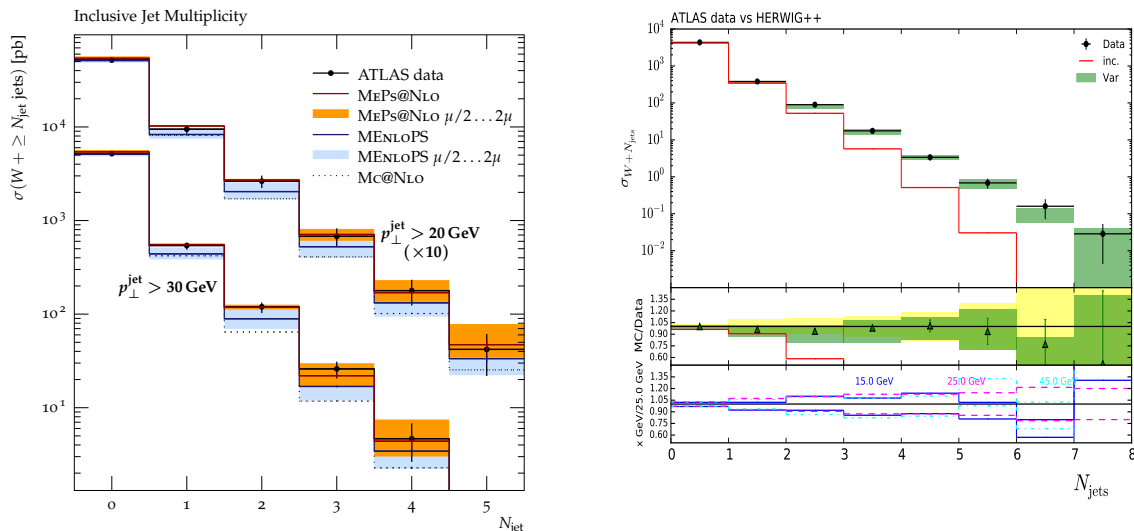 Inclusive Jet Multiplicity
σ(W + ≥ N_jet jets) [pb]
10^4
10^3
10^2
10^1
ATLAS data
MEPS@NLO
MEPS@NLO μ/2 . . . 2μ
MENLOPS
MENLOPS μ/2 . . . 2μ
MC@NLO
p_⊥^jet > 20 GeV
(×10)
p_⊥^jet > 30 GeV
0 1 2 3 4 5
N_jet
ATLAS data vs HERWIG++
σ_{W + N_jets}
10^4
10^3
10^2
10^1
10^0
10^-1
10^-2
Data
inc.
Var
MC/Data
1.35
1.20
1.05
0.90
0.75
0.60
× GeV/25.0 GeV
1.35
1.20
1.05
0.90
0.75
0.60
15.0 GeV 25.0 GeV 45.0 GeV
0 1 2 3 4 5 6 7 8
N_jets